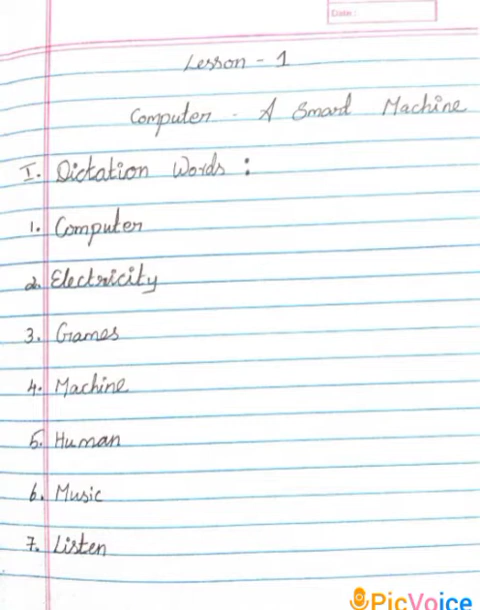 Date:
Lesson - 1
Computer - A Smart Machine
I. Dictation Words :
1. Computer
2. Electricity
3. Games
4. Machine
5. Human
6. Music
7. Listen
PicVoice